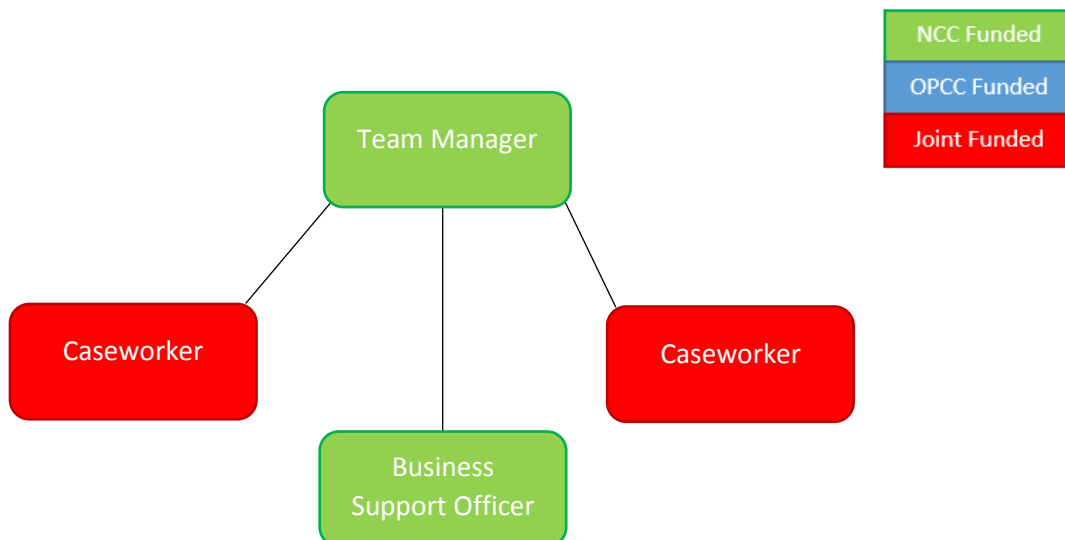 NCC Funded
OPCC Funded
Joint Funded
Team Manager
Caseworker
Caseworker
Business
Support Officer